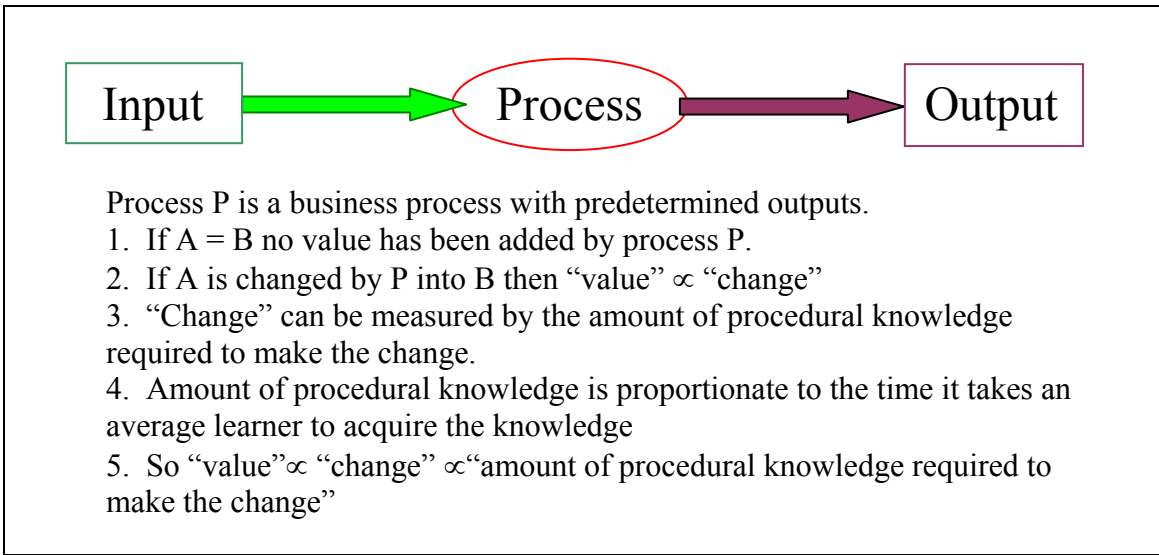 Input Process Output
Process P is a business process with predetermined outputs.
1. If A = B no value has been added by process P.
2. If A is changed by P into B then “value” ∝ “change”
3. “Change” can be measured by the amount of procedural knowledge
required to make the change.
4. Amount of procedural knowledge is proportionate to the time it takes an
average learner to acquire the knowledge
5. So “value”∝ “change” ∝“amount of procedural knowledge required to
make the change”